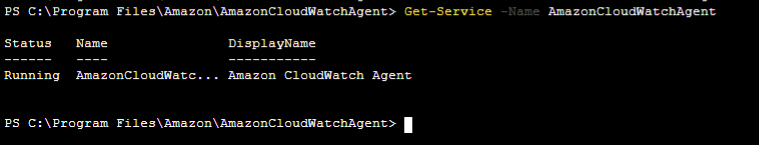 PS C:\Program Files\Amazon\AmazonCloudWatchAgent> Get-Service -Name AmazonCloudWatchAgent
Status   Name               DisplayName
------   ----               -----------
Running  AmazonCloudWatc... Amazon CloudWatch Agent
PS C:\Program Files\Amazon\AmazonCloudWatchAgent>